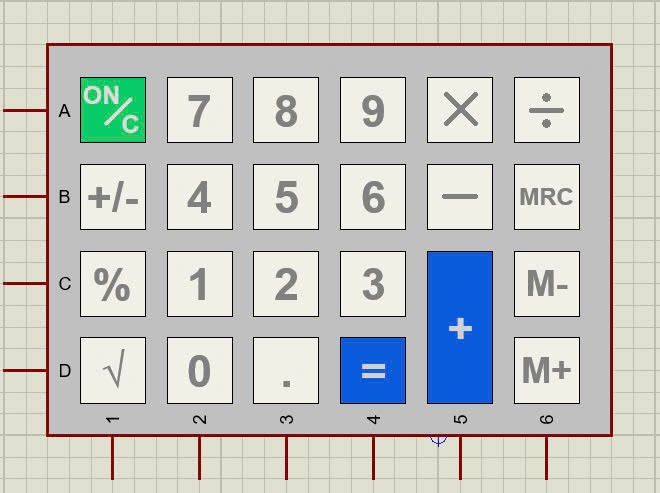 A ON/C 7 8 9 × ÷
B +/- 4 5 6 − MRC
C % 1 2 3 + M-
D √ 0 . = M+
1 2 3 4 5 6